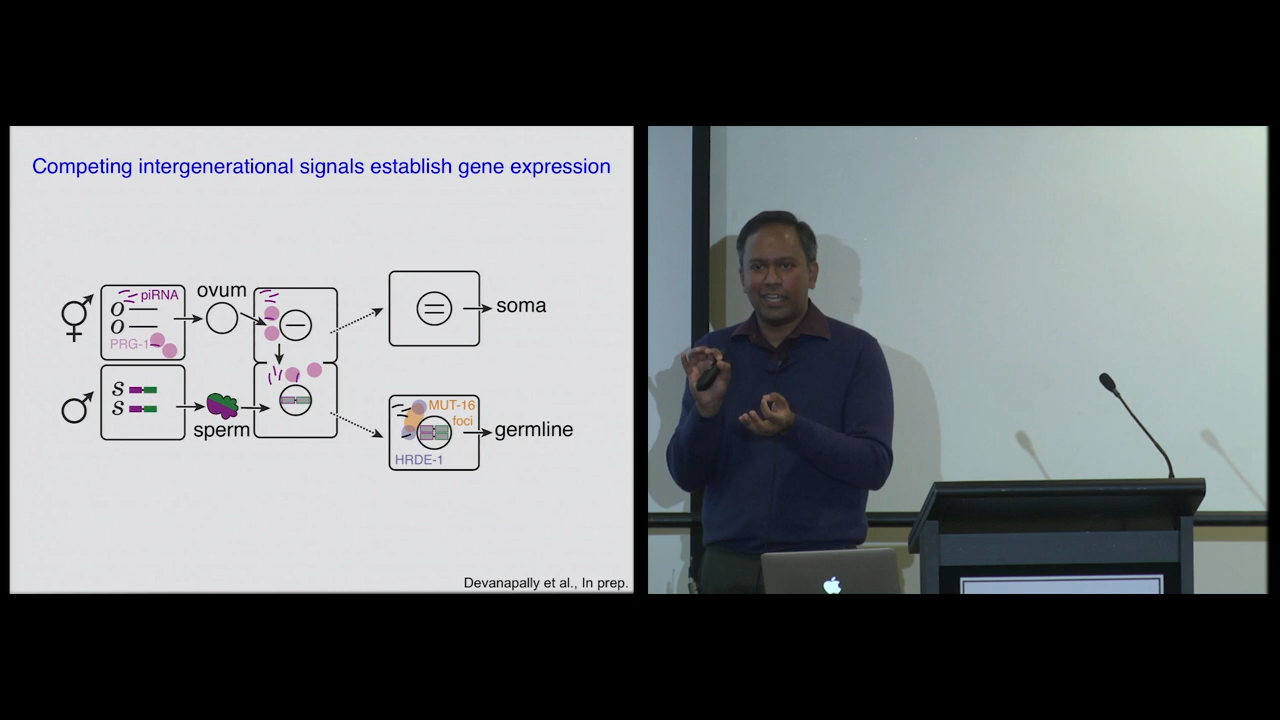 Competing intergenerational signals establish gene expression
piRNA
o
o
PRG-1
ovum
s
s
sperm
soma
MUT-16
foci
HRDE-1
germline
Devanapally et al., In prep.